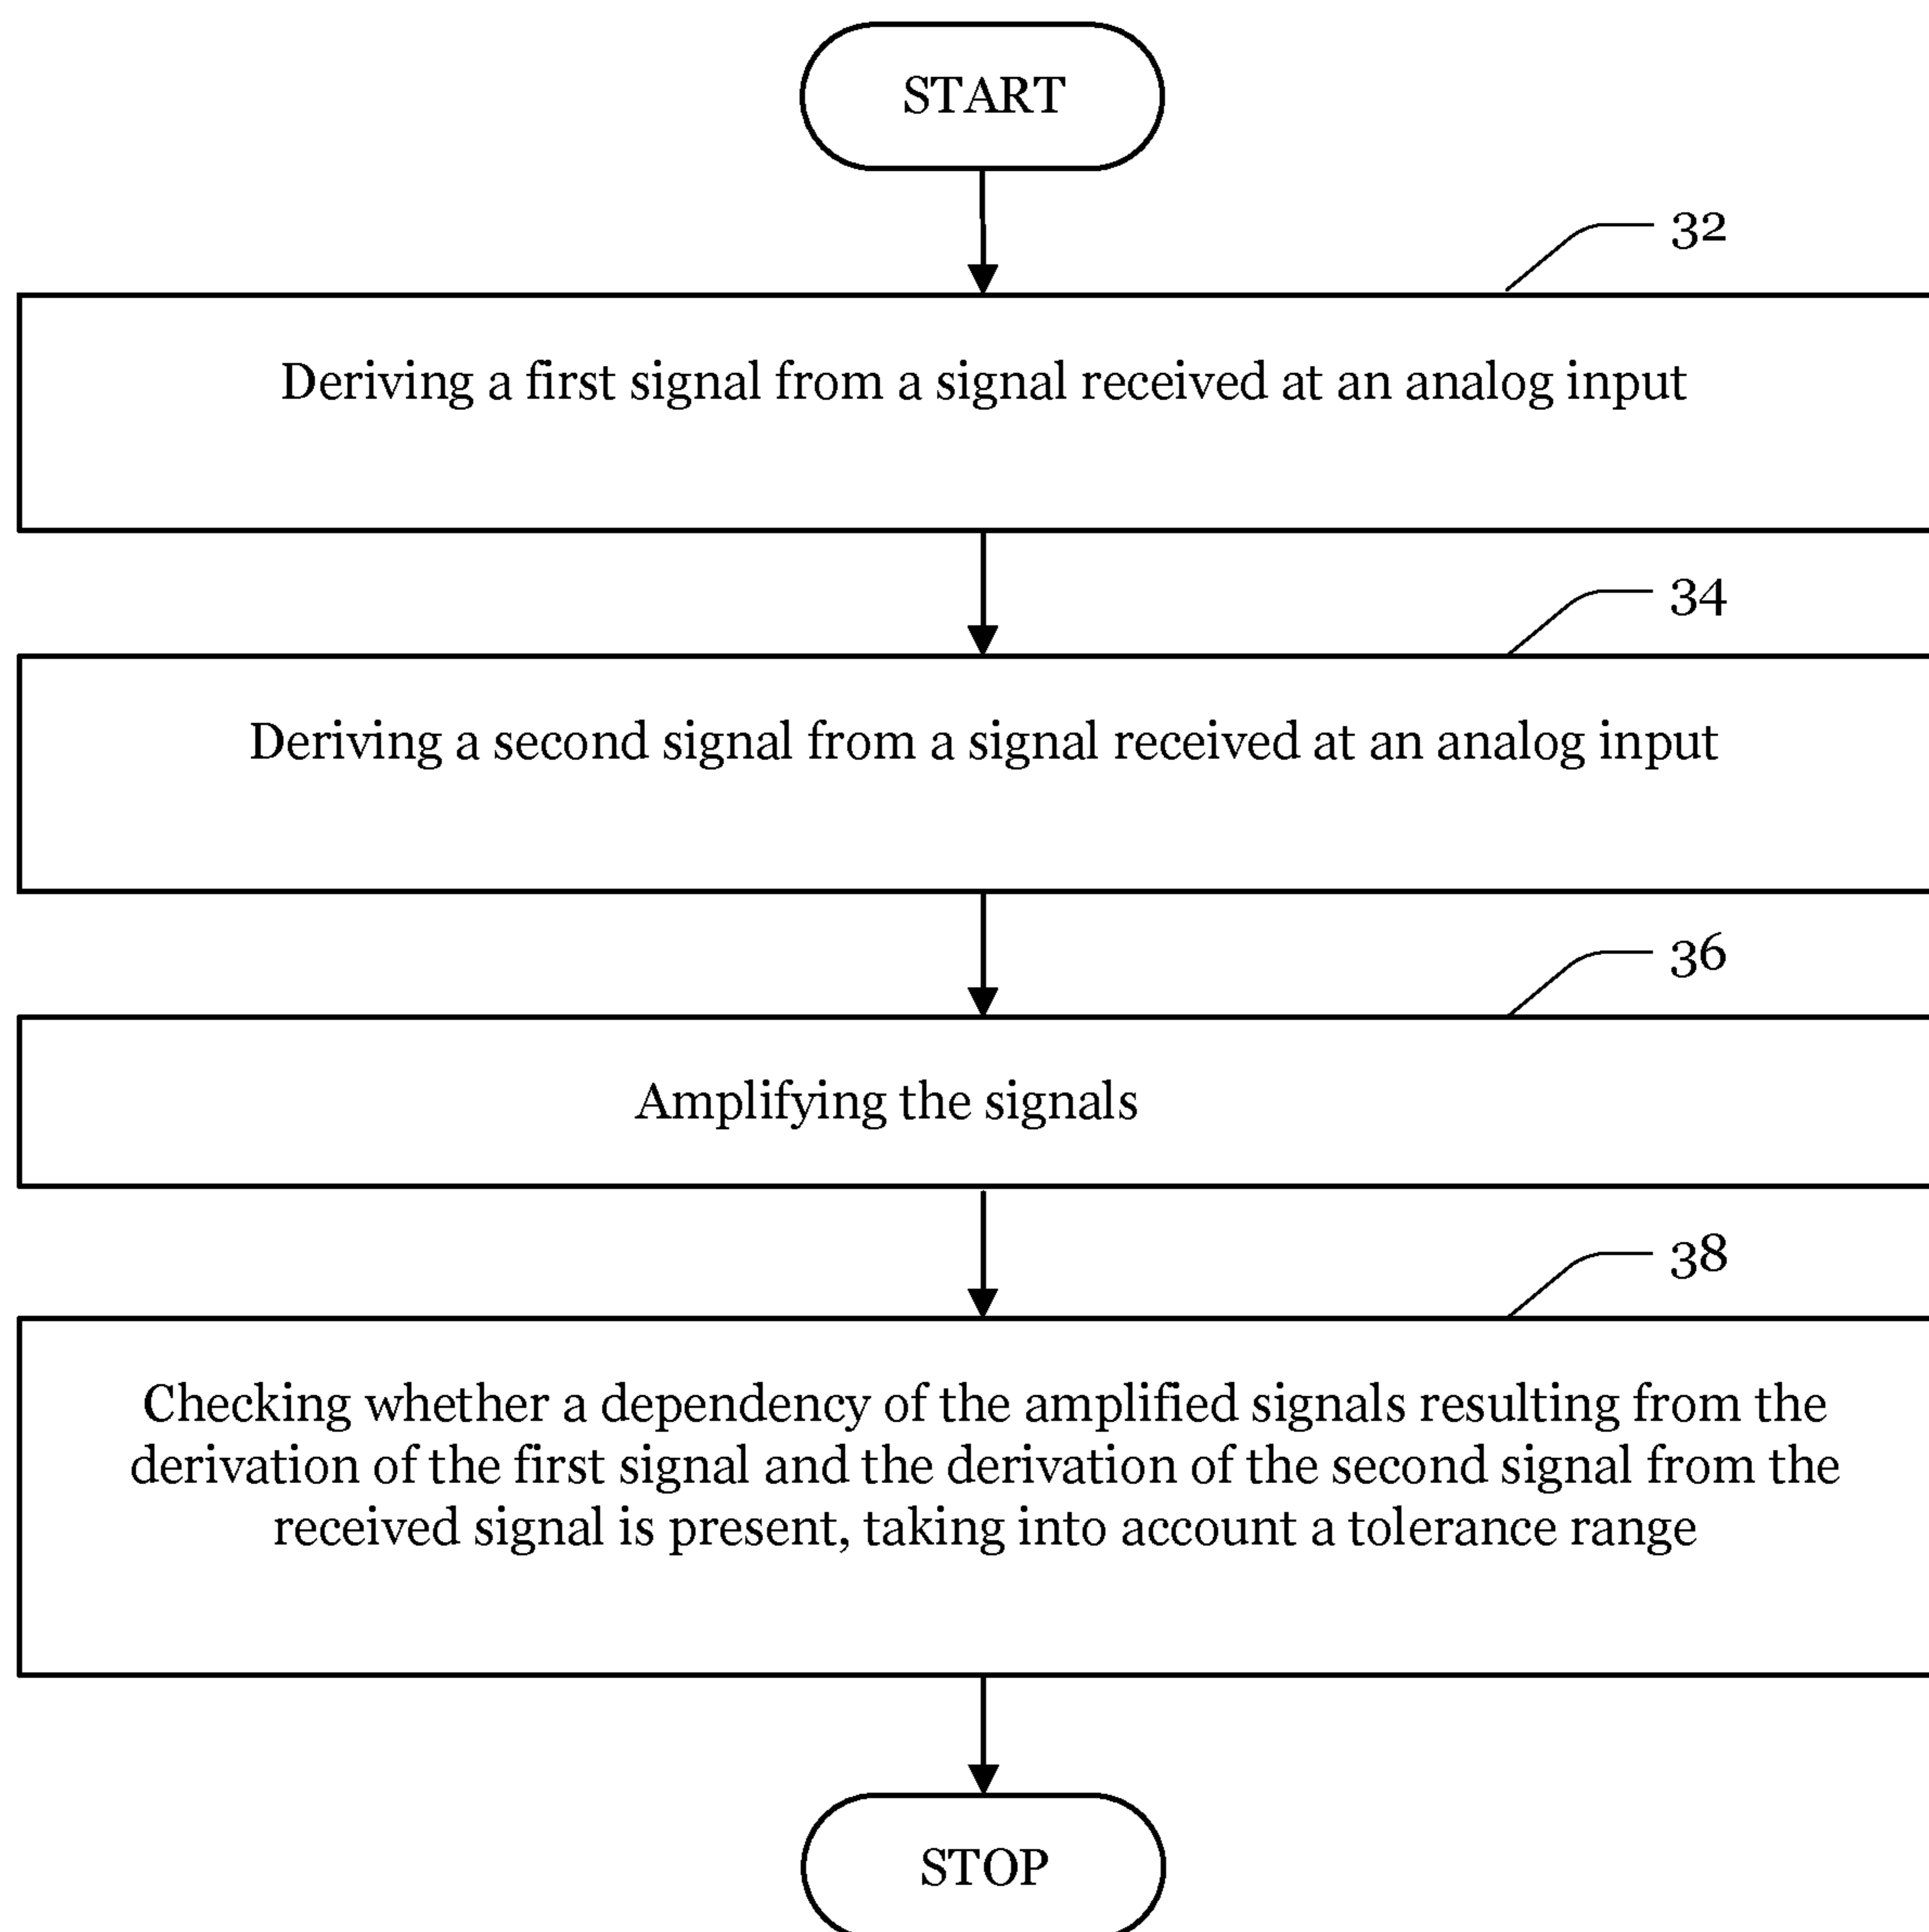 START
32
Deriving a first signal from a signal received at an analog input
34
Deriving a second signal from a signal received at an analog input
36
Amplifying the signals
38
Checking whether a dependency of the amplified signals resulting from the
derivation of the first signal and the derivation of the second signal from the
received signal is present, taking into account a tolerance range
STOP